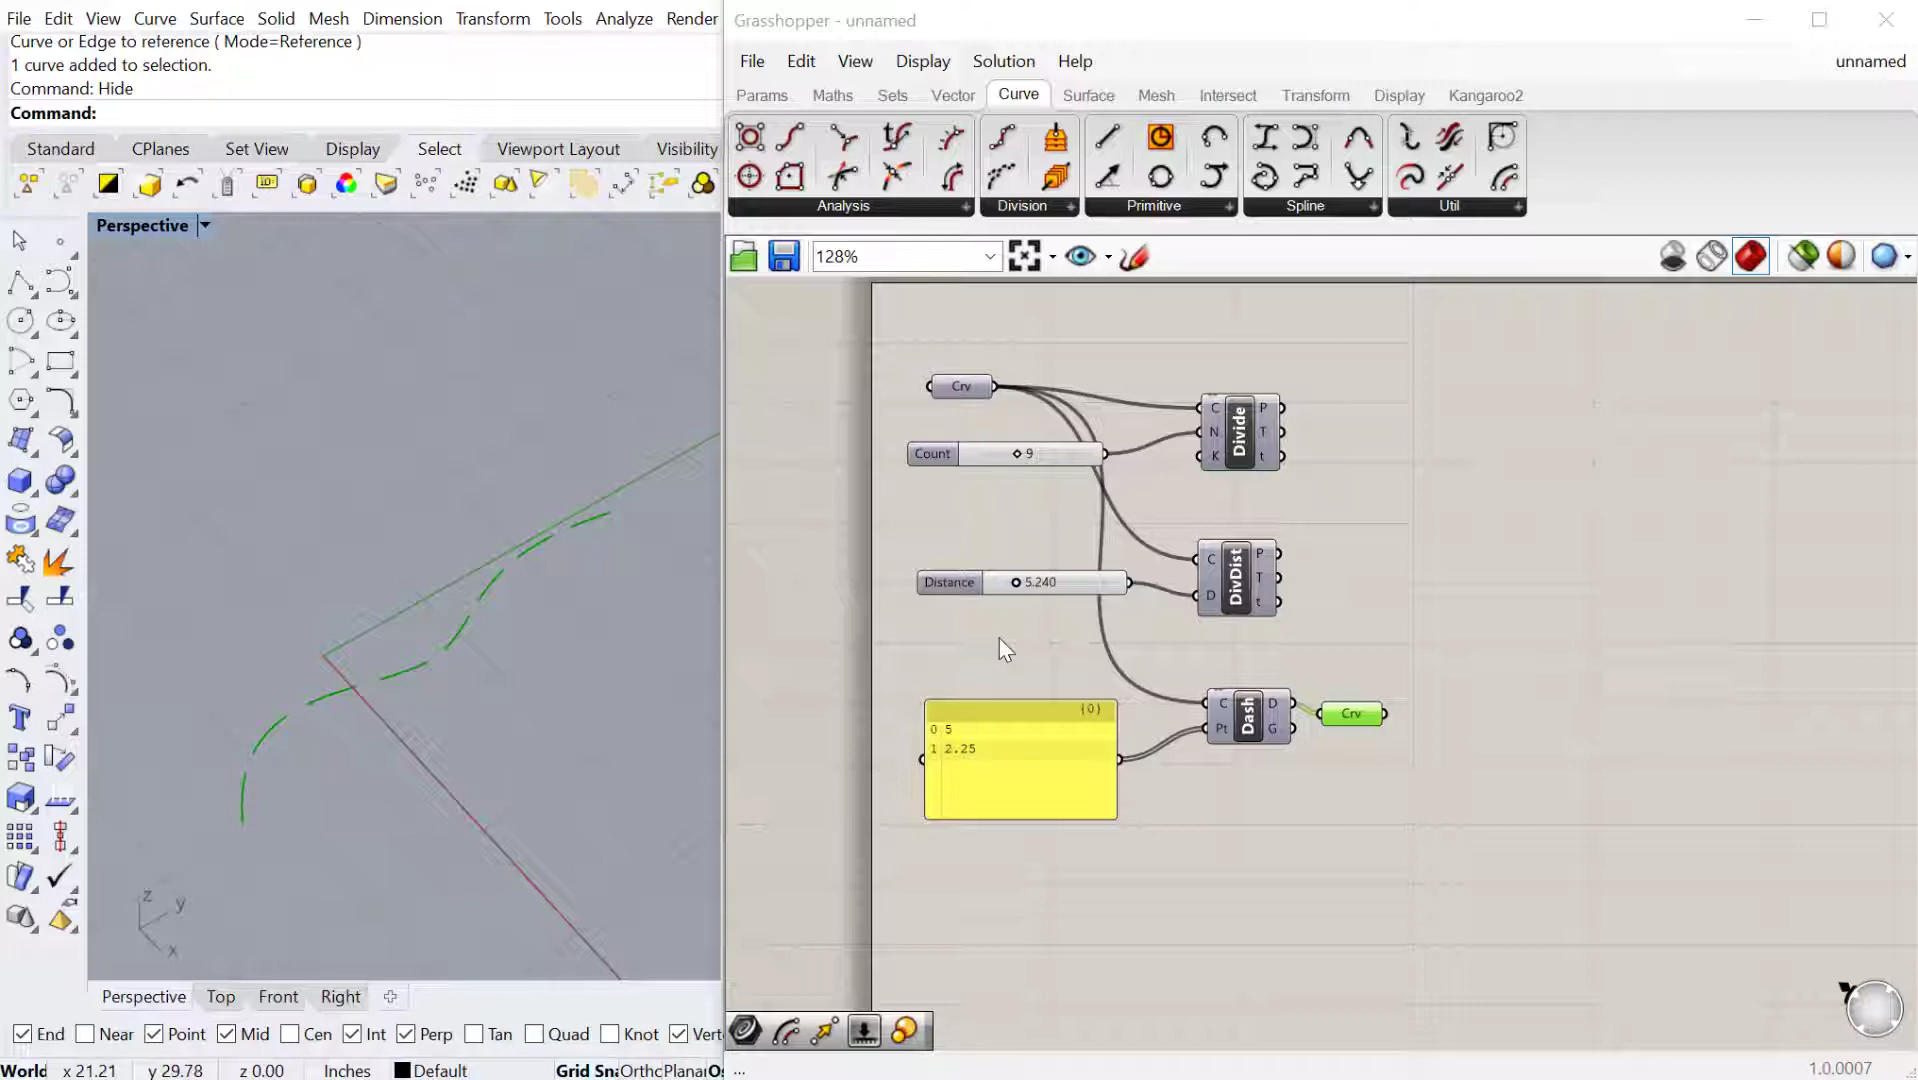 File Edit View Curve Surface Solid Mesh Dimension Transform Tools Analyze Render
Curve or Edge to reference ( Mode=Reference )
1 curve added to selection.
Command: Hide
Command:
Standard CPlanes Set View Display Select Viewport Layout Visibility
Perspective
z
y
x
Perspective Top Front Right
End Near Point Mid Cen Int Perp Tan Quad Knot Verte
World x 21.21 y 29.78 z 0.00 Inches Default Grid Sna Ortho Planar Os
Grasshopper - unnamed
File Edit View Display Solution Help unnamed
Params Maths Sets Vector Curve Surface Mesh Intersect Transform Display Kangaroo2
Analysis Division Primitive Spline Util
128%
Crv
Count 9
C N K Divide P T t
Distance 5.240
C D DivDist P T t
{0}
0 5
1 2.25
C Pt Dash D G
Crv
... 1.0.0007